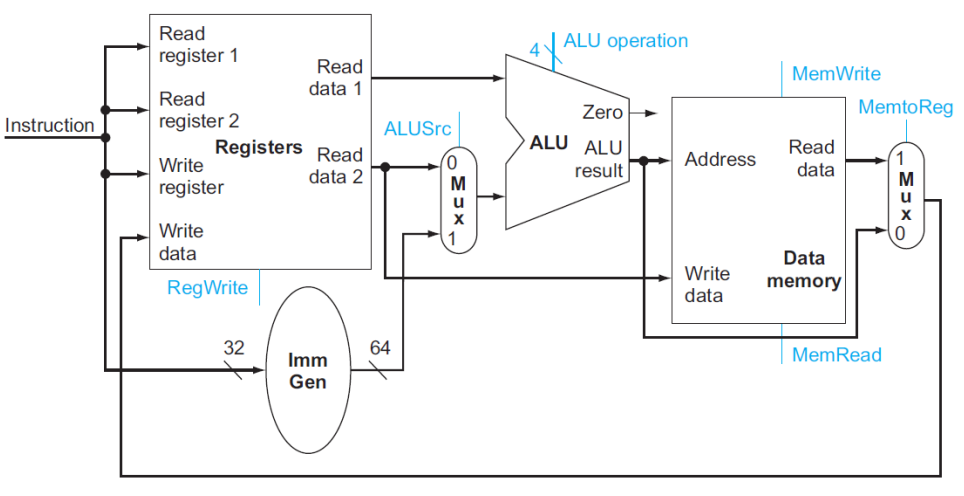 Instruction
Read
register 1
Read
register 2
Write
register
Write
data
Registers
Read
data 1
Read
data 2
RegWrite
32
Imm
Gen
64
ALUSrc
0
M
u
x
1
4
ALU operation
Zero
ALU
ALU
result
MemWrite
Address
Read
data
Write
data
Data
memory
MemRead
MemtoReg
1
M
u
x
0